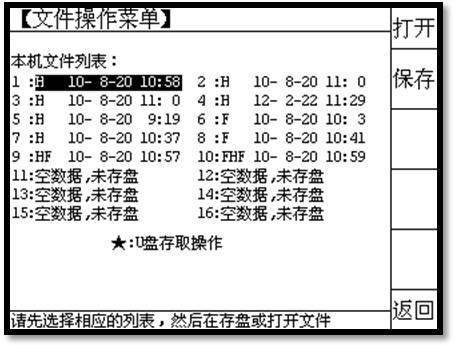 【文件操作菜单】
打开
本机文件列表：
保存
1 :H 10- 8-20 10:58 2 :H 10- 8-20 11: 0
3 :H 10- 8-20 11: 0 4 :H 12- 2-22 11:29
5 :H 10- 8-20 9:19 6 :F 10- 8-20 10: 3
7 :H 10- 8-20 10:37 8 :F 10- 8-20 10:41
9 :HF 10- 8-20 10:57 10:FHF 10- 8-20 10:59
11:空数据,未存盘 12:空数据,未存盘
13:空数据,未存盘 14:空数据,未存盘
15:空数据,未存盘 16:空数据,未存盘
★:U盘存取操作
返回
请先选择相应的列表，然后在存盘或打开文件